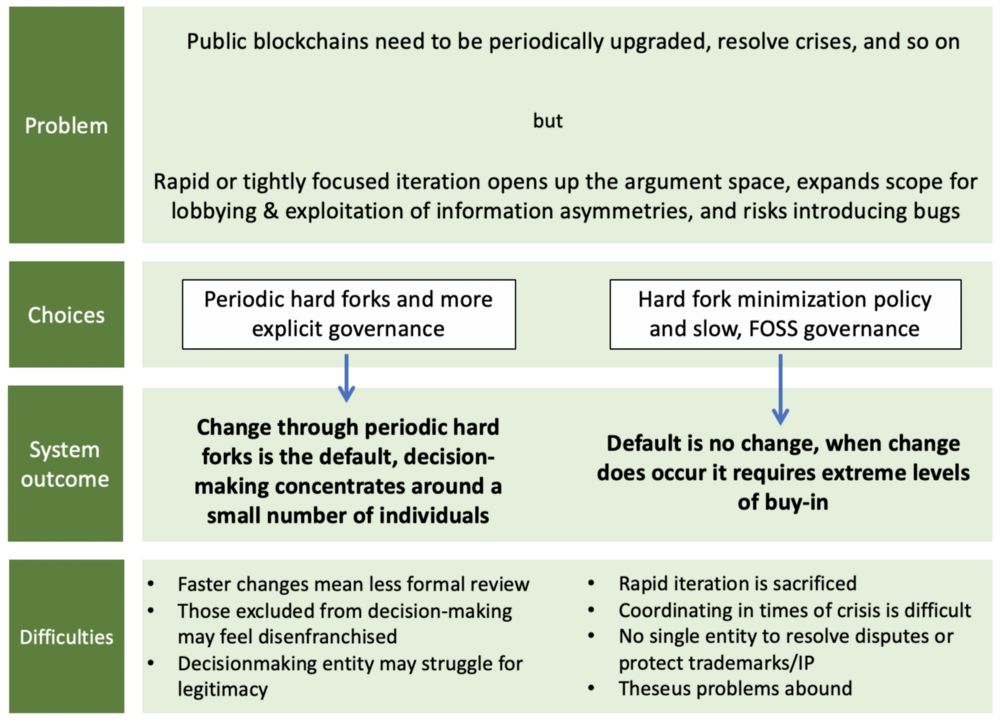 Problem
Public blockchains need to be periodically upgraded, resolve crises, and so on
but
Rapid or tightly focused iteration opens up the argument space, expands scope for
lobbying & exploitation of information asymmetries, and risks introducing bugs
Choices
Periodic hard forks and more
explicit governance
Hard fork minimization policy
and slow, FOSS governance
System
outcome
Change through periodic hard
forks is the default, decision-
making concentrates around a
small number of individuals
Default is no change, when change
does occur it requires extreme levels
of buy-in
Difficulties
• Faster changes mean less formal review
• Those excluded from decision-making
may feel disenfranchised
• Decisionmaking entity may struggle for
legitimacy
• Rapid iteration is sacrificed
• Coordinating in times of crisis is difficult
• No single entity to resolve disputes or
protect trademarks/IP
• Theseus problems abound